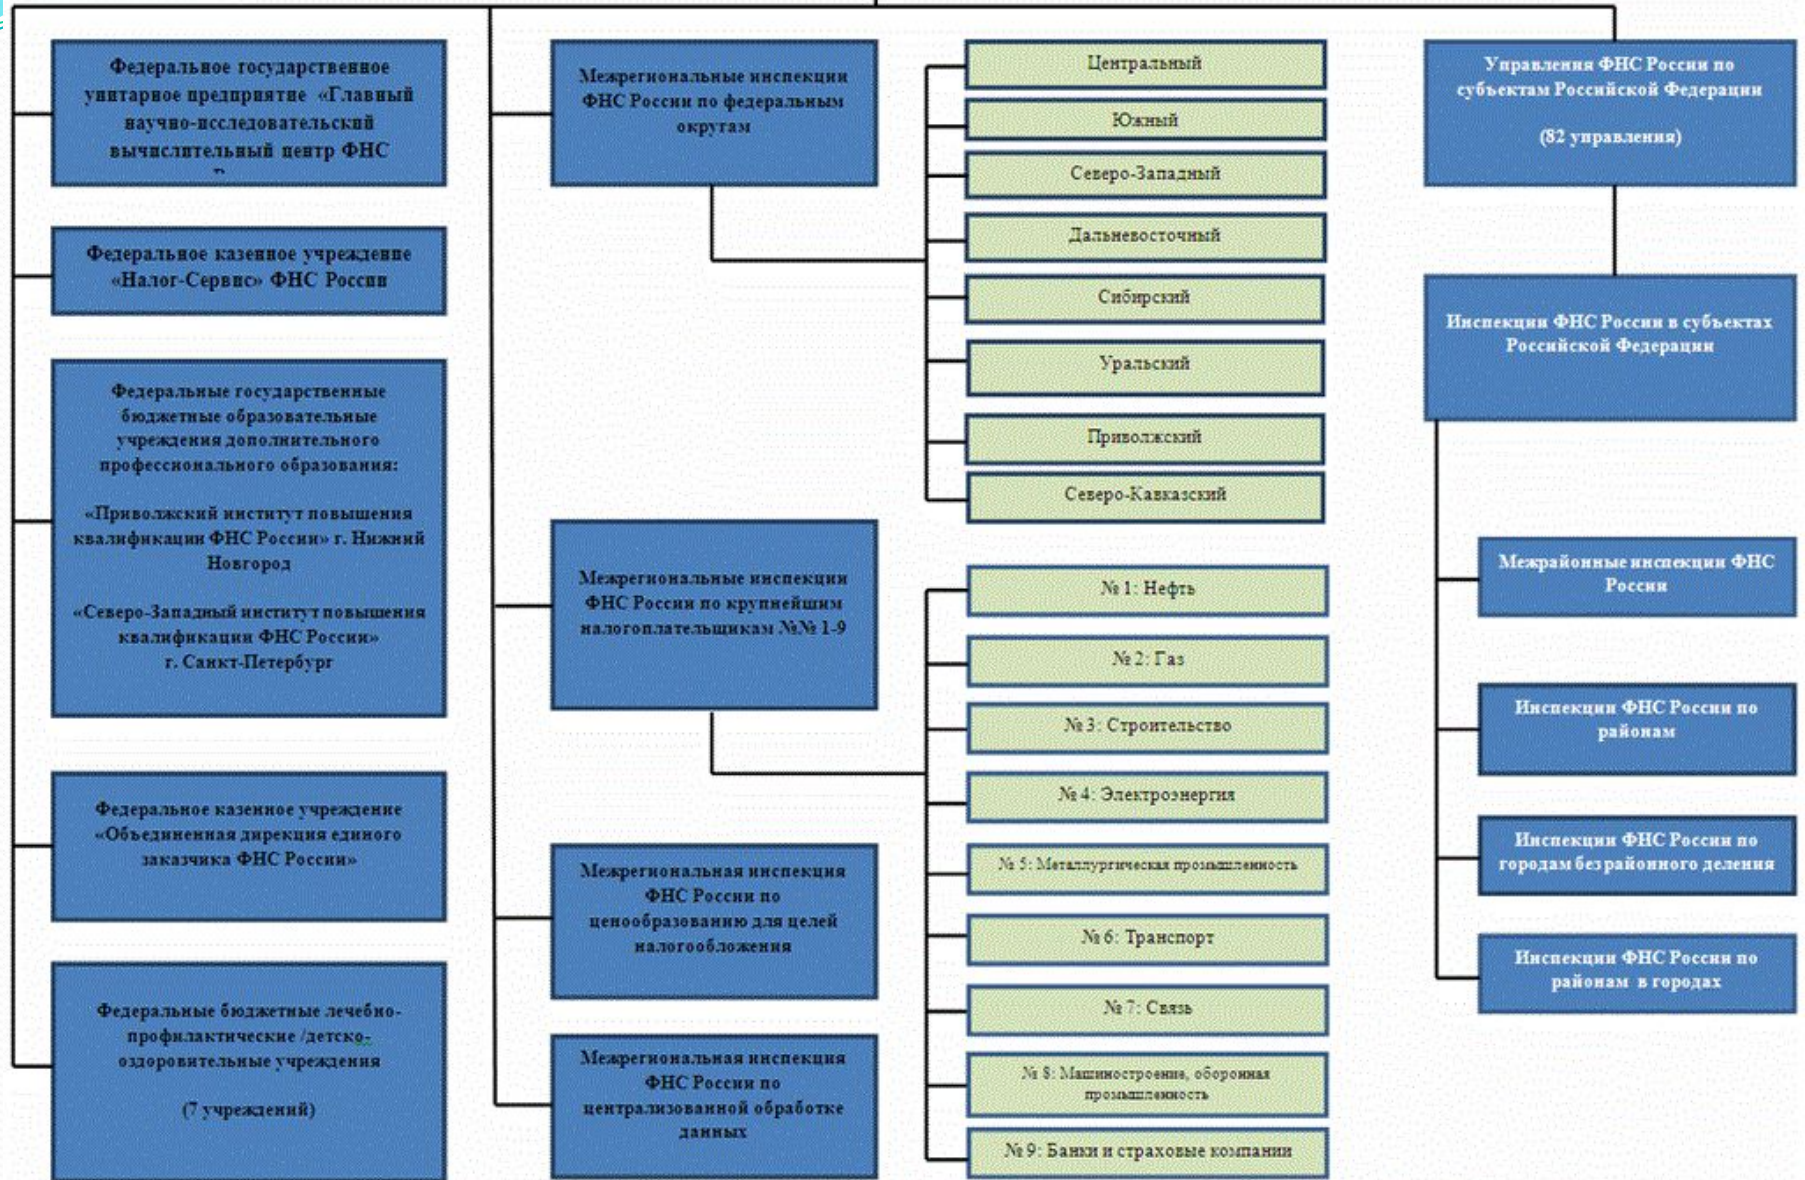 Федеральное государственное
унитарное предприятие «Главный
научно-исследовательский
вычислительный центр ФНС
Федеральное казенное учреждение
«Налог-Сервис» ФНС России
Федеральные государственные
бюджетные образовательные
учреждения дополнительного
профессионального образования:
«Приволжский институт повышения
квалификации ФНС России» г. Нижний
Новгород
«Северо-Западный институт повышения
квалификации ФНС России»
г. Санкт-Петербург
Федеральное казенное учреждение
«Объединенная дирекция единого
заказчика ФНС России»
Федеральные бюджетные лечебно-
профилактические /детско-
оздоровительные учреждения
(7 учреждений)
Межрегиональные инспекции
ФНС России по федеральным
округам
Центральный
Южный
Северо-Западный
Дальневосточный
Сибирский
Уральский
Приволжский
Северо-Кавказский
Межрегиональные инспекции
ФНС России по крупнейшим
налогоплательщикам №№ 1-9
№ 1: Нефть
№ 2: Газ
№ 3: Строительство
№ 4: Электроэнергия
№ 5: Металлургическая промышленность
№ 6: Транспорт
№ 7: Связь
№ 8: Машиностроение, оборонная
промышленность
№ 9: Банки и страховые компании
Межрегиональная инспекция
ФНС России по
ценообразованию для целей
налогообложения
Межрегиональная инспекция
ФНС России по
централизованной обработке
данных
Управления ФНС России по
субъектам Российской Федерации
(82 управления)
Инспекции ФНС России в субъектах
Российской Федерации
Межрайонные инспекции ФНС
России
Инспекции ФНС России по
районам
Инспекции ФНС России по
городам без районного деления
Инспекции ФНС России по
районам в городах